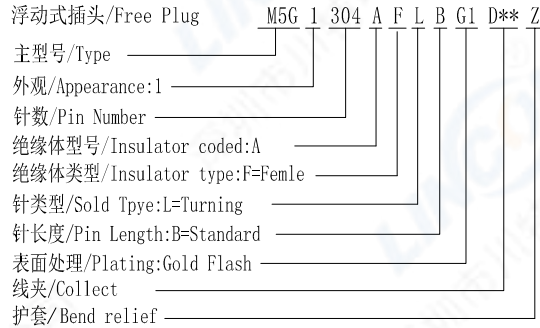 浮动式插头/Free Plug M5G 1 304 A F L B G1 D** Z
主型号/Type
外观/Appearance:1
针数/Pin Number
绝缘体型号/Insulator coded:A
绝缘体类型/Insulator type:F=Femle
针类型/Sold Tpye:L=Turning
针长度/Pin Length:B=Standard
表面处理/Plating:Gold Flash
线夹/Collect
护套/Bend relief